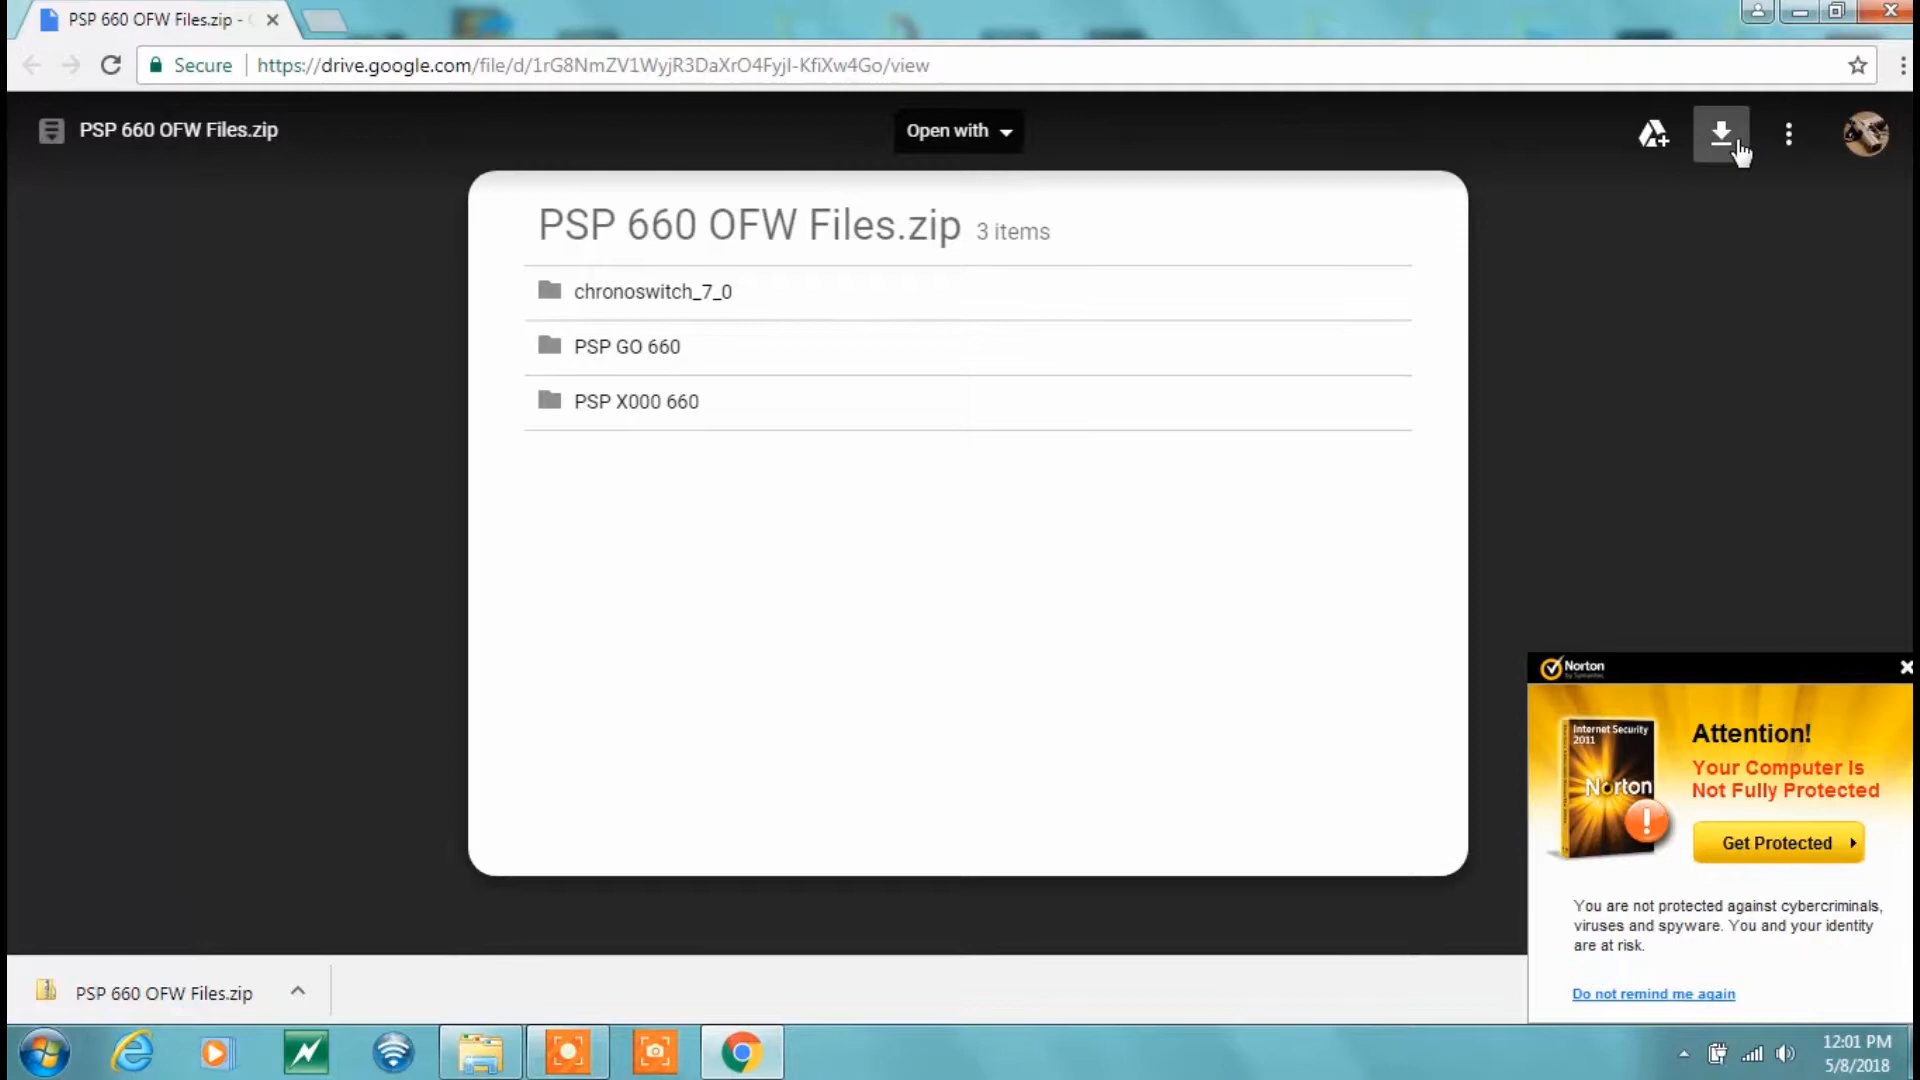 PSP 660 OFW Files.zip -
Secure
https://drive.google.com/file/d/1rG8NmZV1WyjR3DaXrO4FyjI-KfiXw4Go/view
PSP 660 OFW Files.zip
Open with
PSP 660 OFW Files.zip 3 items
chronoswitch_7_0
PSP GO 660
PSP X000 660
Norton
by Symantec
Internet Security
2011
Norton
Attention!
Your Computer Is
Not Fully Protected
Get Protected
You are not protected against cybercriminals,
viruses and spyware. You and your identity
are at risk.
Do not remind me again
PSP 660 OFW Files.zip
12:01 PM
5/8/2018